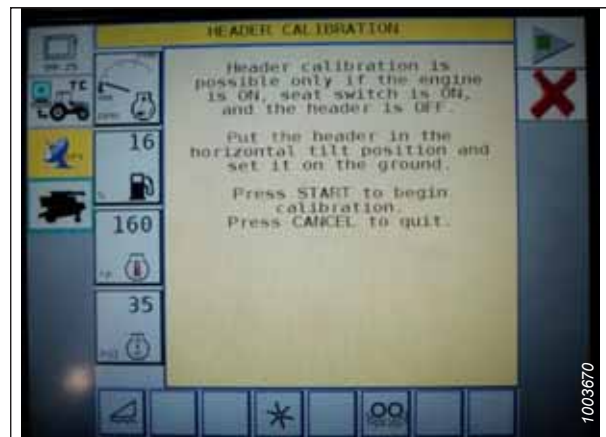 HEADER CALIBRATION
Header calibration is
possible only if the engine
is ON, seat switch is ON,
and the header is OFF.
Put the header in the
horizontal tilt position and
set it on the ground.
Press START to begin
calibration.
Press CANCEL to quit.
TC
16
160
35
1003670